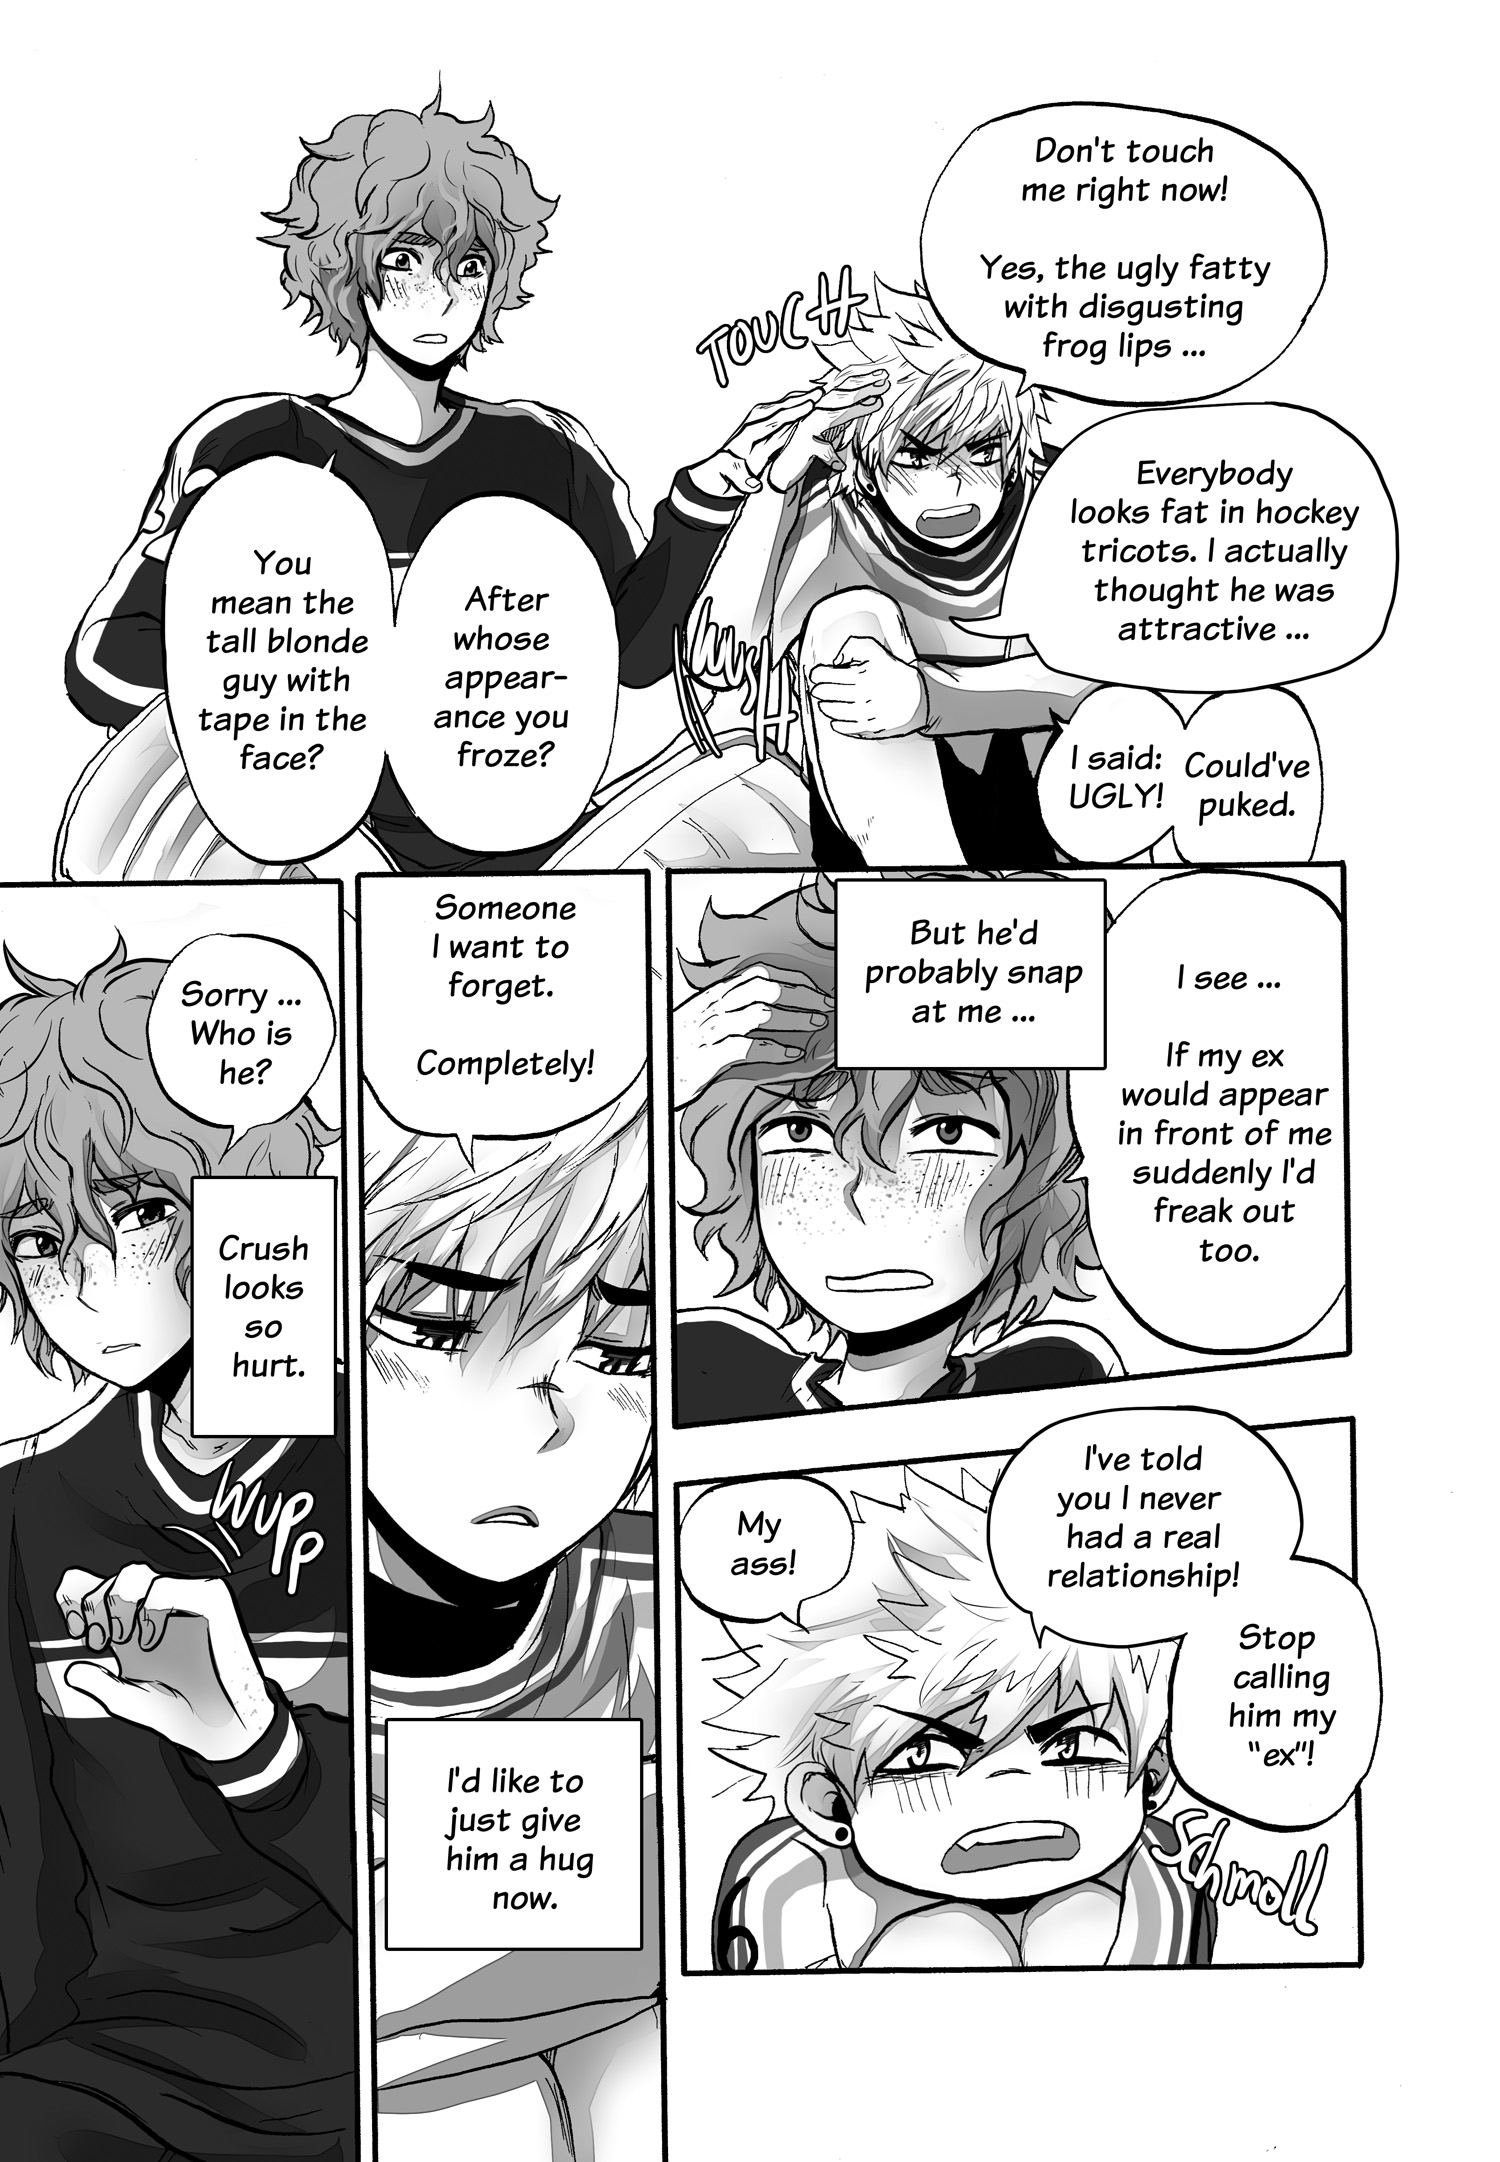 You
mean the
tall blonde
guy with
tape in the
face?
After
whose
appear-
ance you
froze?
TOUCH
Don't touch
me right now!
Yes, the ugly fatty
with disgusting
frog lips ...
WUSH
Everybody
looks fat in hockey
tricots. I actually
thought he was
attractive ...
I said:
UGLY!
Could've
puked.
Sorry ...
Who is
he?
Crush
looks
so
hurt.
WUPP
Someone
I want to
forget.
Completely!
I'd like to
just give
him a hug
now.
But he'd
probably snap
at me ...
I see ...
If my ex
would appear
in front of me
suddenly I'd
freak out
too.
My
ass!
I've told
you I never
had a real
relationship!
Stop
calling
him my
“ex”!
Schmoll